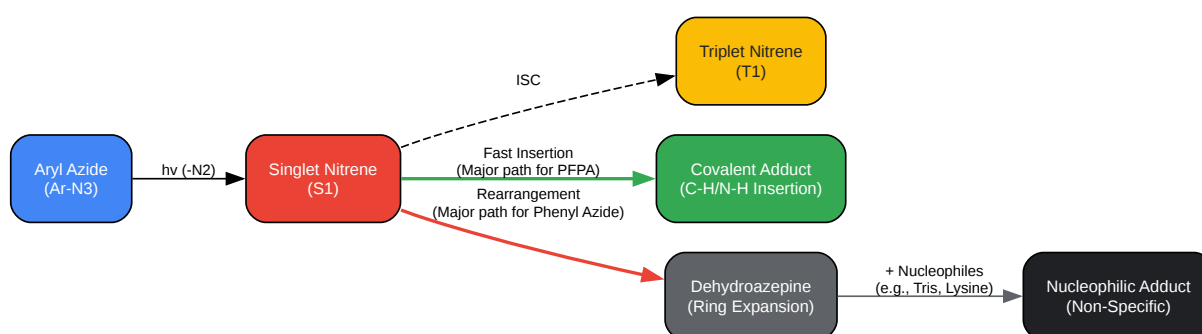 Triplet Nitrene
(T1)
ISC
Aryl Azide
(Ar-N3)
hv (-N2)
Singlet Nitrene
(S1)
Fast Insertion
(Major path for PFPA)
Covalent Adduct
(C-H/N-H Insertion)
Rearrangement
(Major path for Phenyl Azide)
Dehydroazepine
(Ring Expansion)
+ Nucleophiles
(e.g., Tris, Lysine)
Nucleophilic Adduct
(Non-Specific)